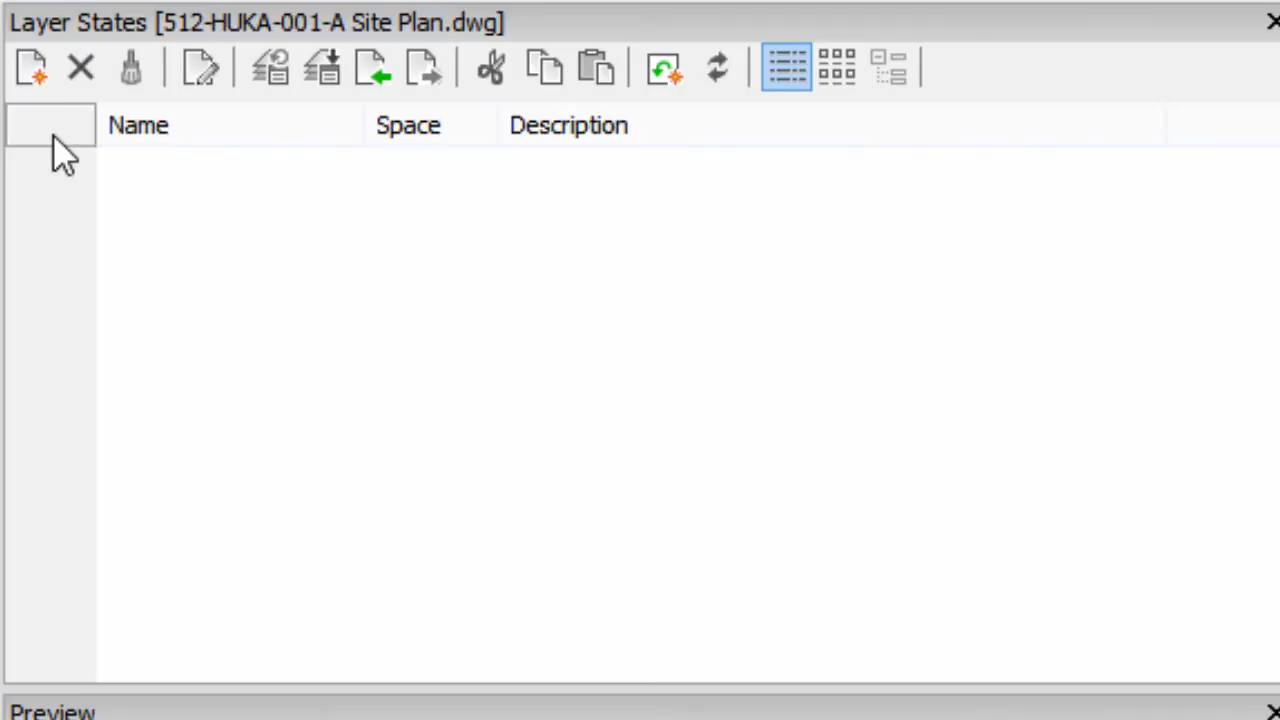 Layer States [512-HUKA-001-A Site Plan.dwg]
Name Space Description
Preview